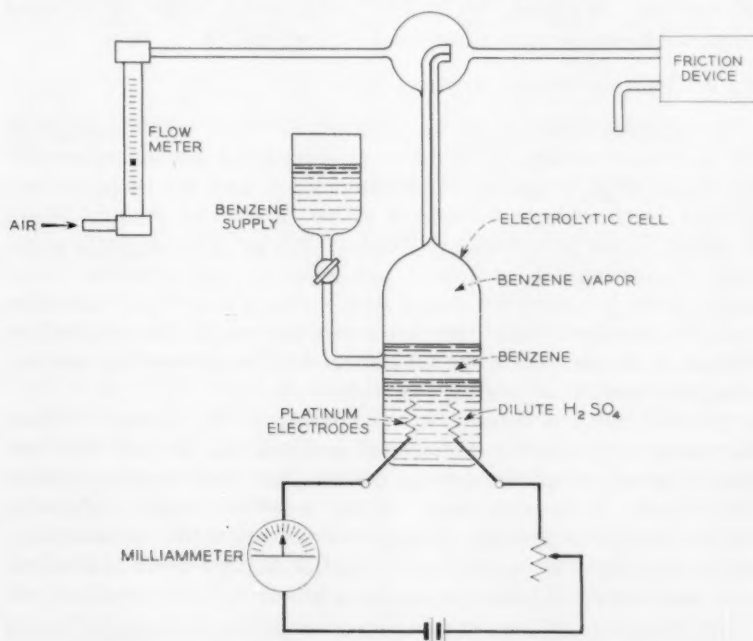 FRICTION
DEVICE
FLOW
METER
BENZENE
SUPPLY
AIR
ELECTROLYTIC CELL
BENZENE VAPOR
BENZENE
PLATINUM
ELECTRODES
DILUTE H₂SO₄
MILLIAMMETER